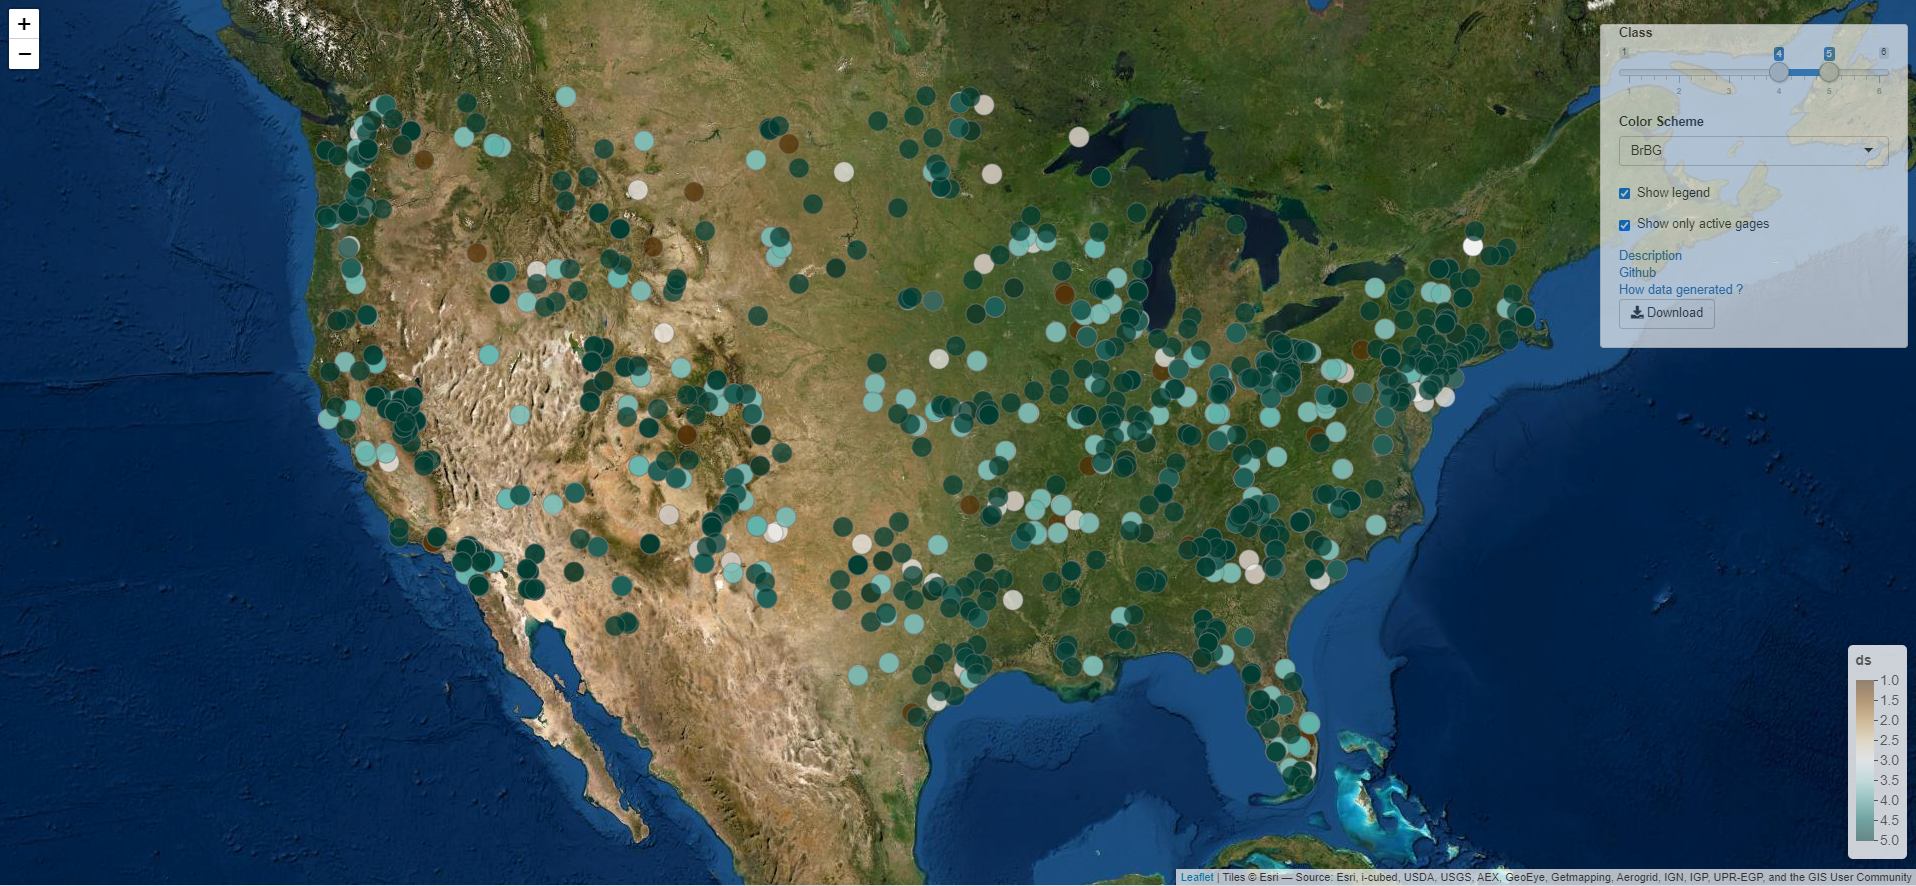 +
−
Class
1 4 5 6
1 2 3 4 5 6
Color Scheme
BrBG
Show legend
Show only active gages
Description
Github
How data generated ?
Download
ds
1.0
1.5
2.0
2.5
3.0
3.5
4.0
4.5
5.0
Leaflet | Tiles © Esri — Source: Esri, i-cubed, USDA, USGS, AEX, GeoEye, Getmapping, Aerogrid, IGN, IGP, UPR-EGP, and the GIS User Community